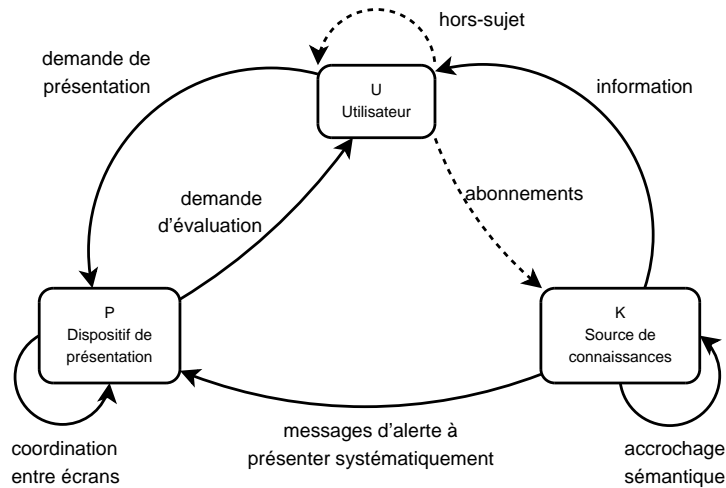 hors-sujet
demande de
présentation
U
Utilisateur
information
demande
d’évaluation
abonnements
P
Dispositif de
présentation
K
Source de
connaissances
coordination
entre écrans
messages d’alerte à
présenter systématiquement
accrochage
sémantique